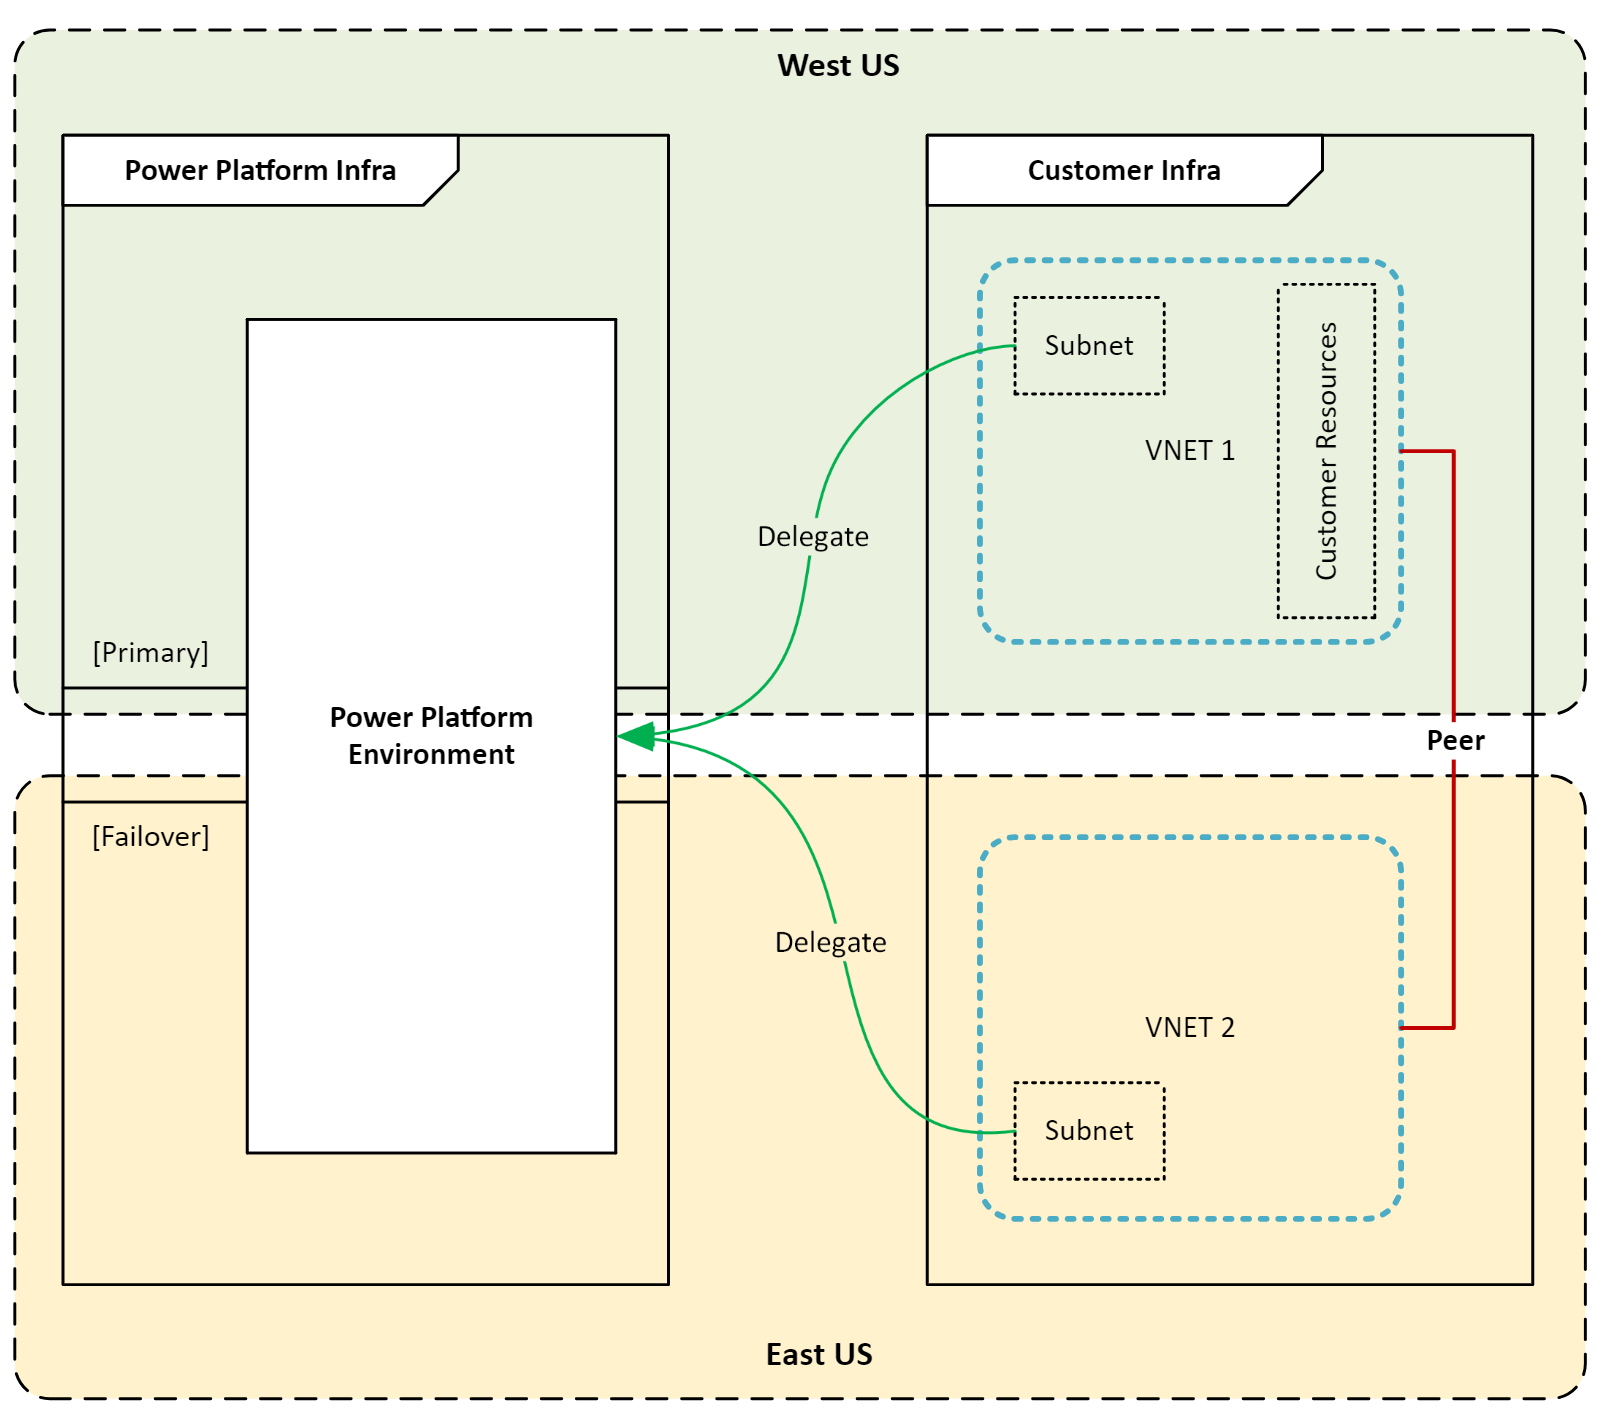 West US
Power Platform Infra
Customer Infra
Subnet
VNET 1
Customer Resources
Delegate
[Primary]
Power Platform
Environment
Peer
[Failover]
Delegate
VNET 2
Subnet
East US